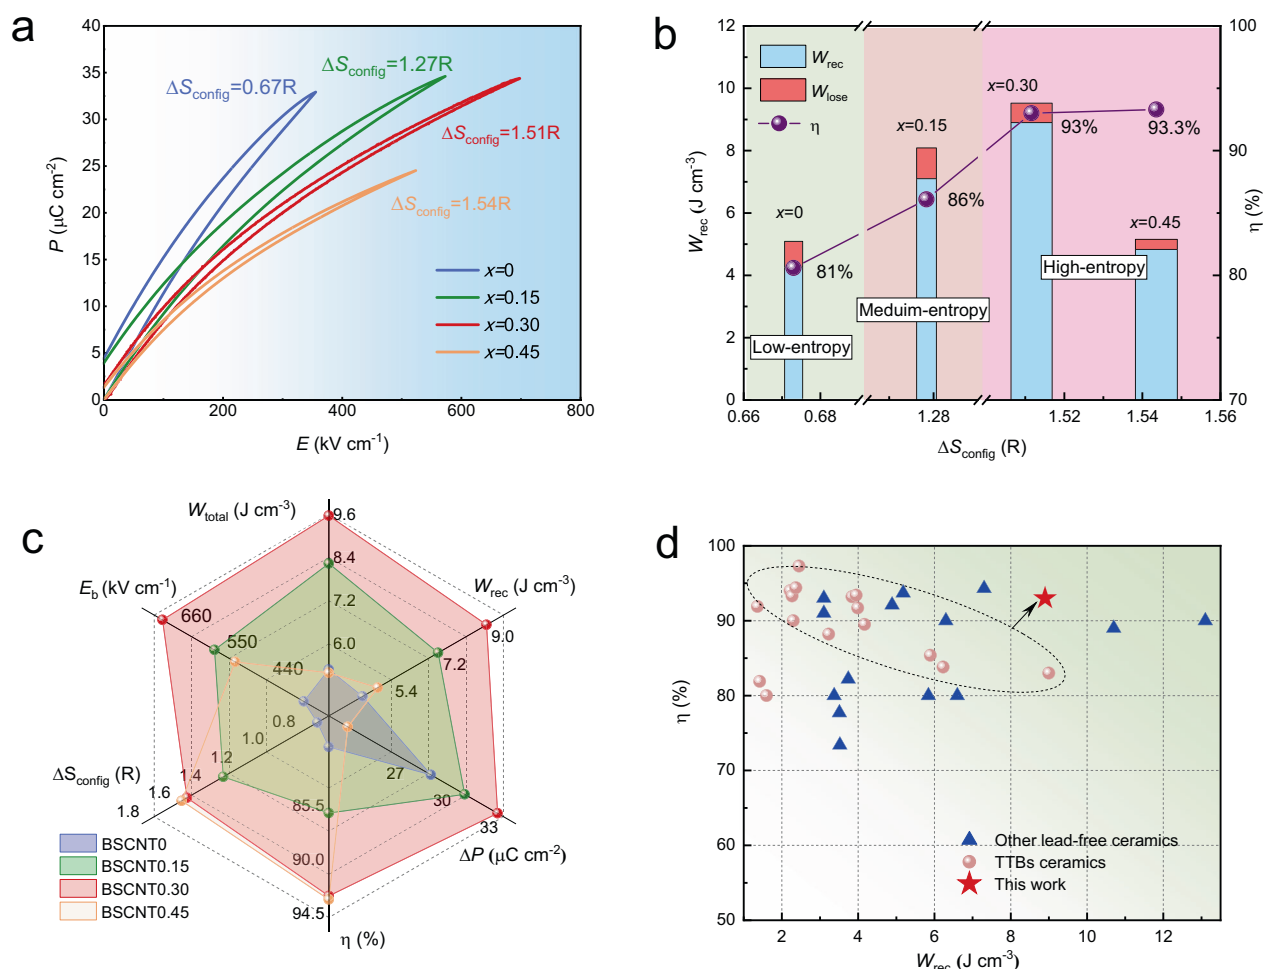 a
40
35
30
25
20
15
10
5
0
P (μC cm-2)
ΔSconfig=0.67R
ΔSconfig=1.27R
ΔSconfig=1.51R
ΔSconfig=1.54R
x=0
x=0.15
x=0.30
x=0.45
0 200 400 600 800
E (kV cm-1)
b
12
11
10
9
8
7
6
5
4
3
2
1
0
Wrec (J cm-3)
Wrec
Wlose
η
x=0
x=0.15
x=0.30
x=0.45
81%
86%
93%
93.3%
Low-entropy
Meduim-entropy
High-entropy
100
90
80
70
η (%)
0.66 0.68 1.28 1.52 1.54 1.56
ΔSconfig (R)
c
Wtotal (J cm-3)
9.6
8.4
7.2
6.0
Wrec (J cm-3)
9.0
7.2
5.4
Eb (kV cm-1)
660
550
440
0.8
1.0
1.2
1.4
1.6
1.8
ΔSconfig (R)
27
30
33
ΔP (μC cm-2)
85.5
90.0
94.5
η (%)
BSCNT0
BSCNT0.15
BSCNT0.30
BSCNT0.45
d
100
90
80
70
60
50
η (%)
Other lead-free ceramics
TTBs ceramics
This work
2 4 6 8 10 12
Wrec (J cm-3)